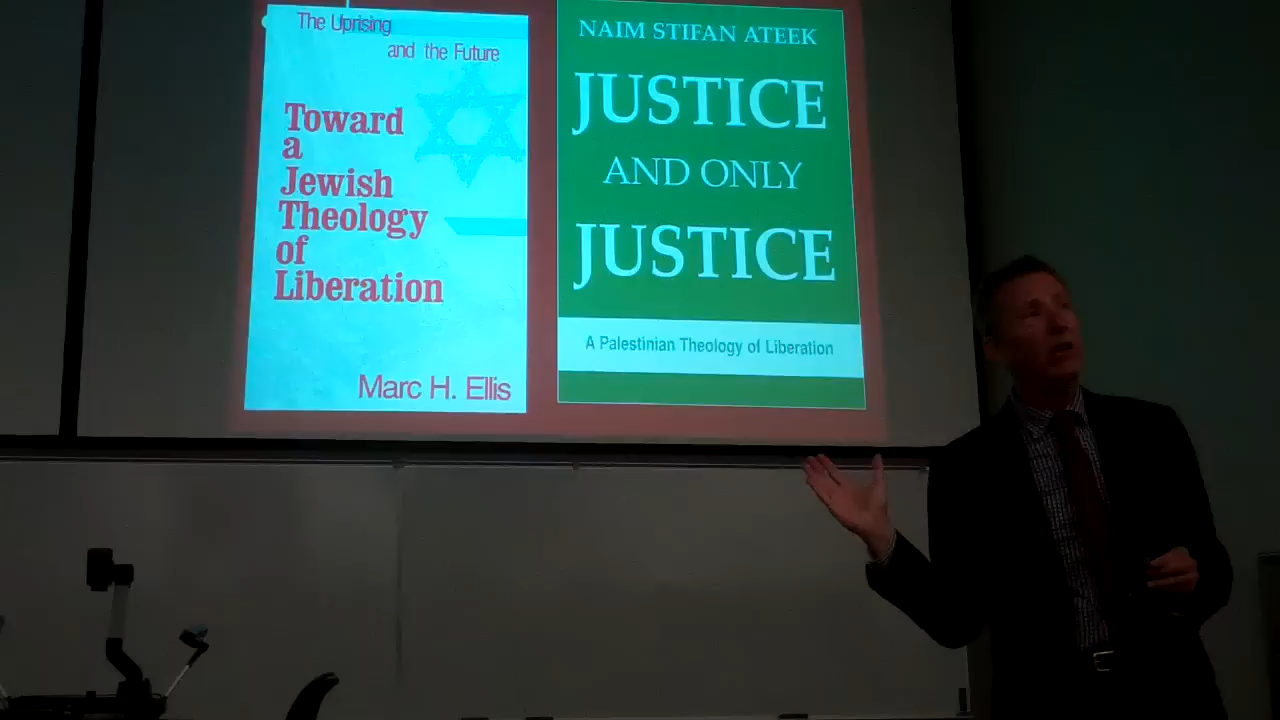 The Uprising
and the Future
Toward
a
Jewish
Theology
of
Liberation
Marc H. Ellis
NAIM STIFAN ATEEK
JUSTICE
AND ONLY
JUSTICE
A Palestinian Theology of Liberation